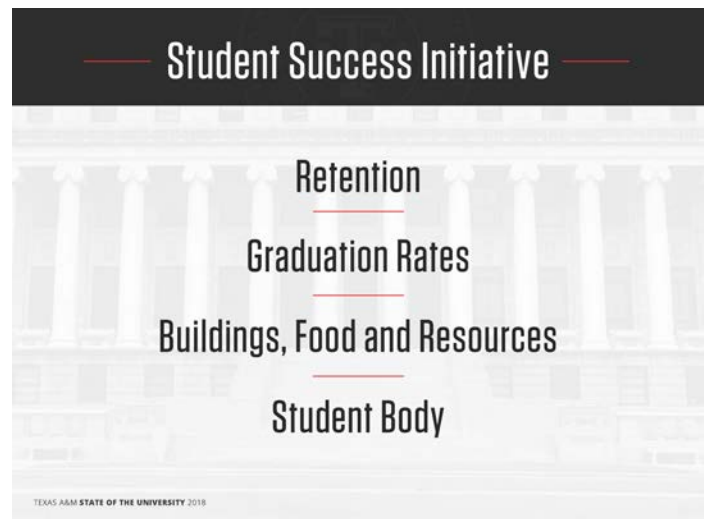 Student Success Initiative
Retention
Graduation Rates
Buildings, Food and Resources
Student Body
TEXAS A&M STATE OF THE UNIVERSITY 2018